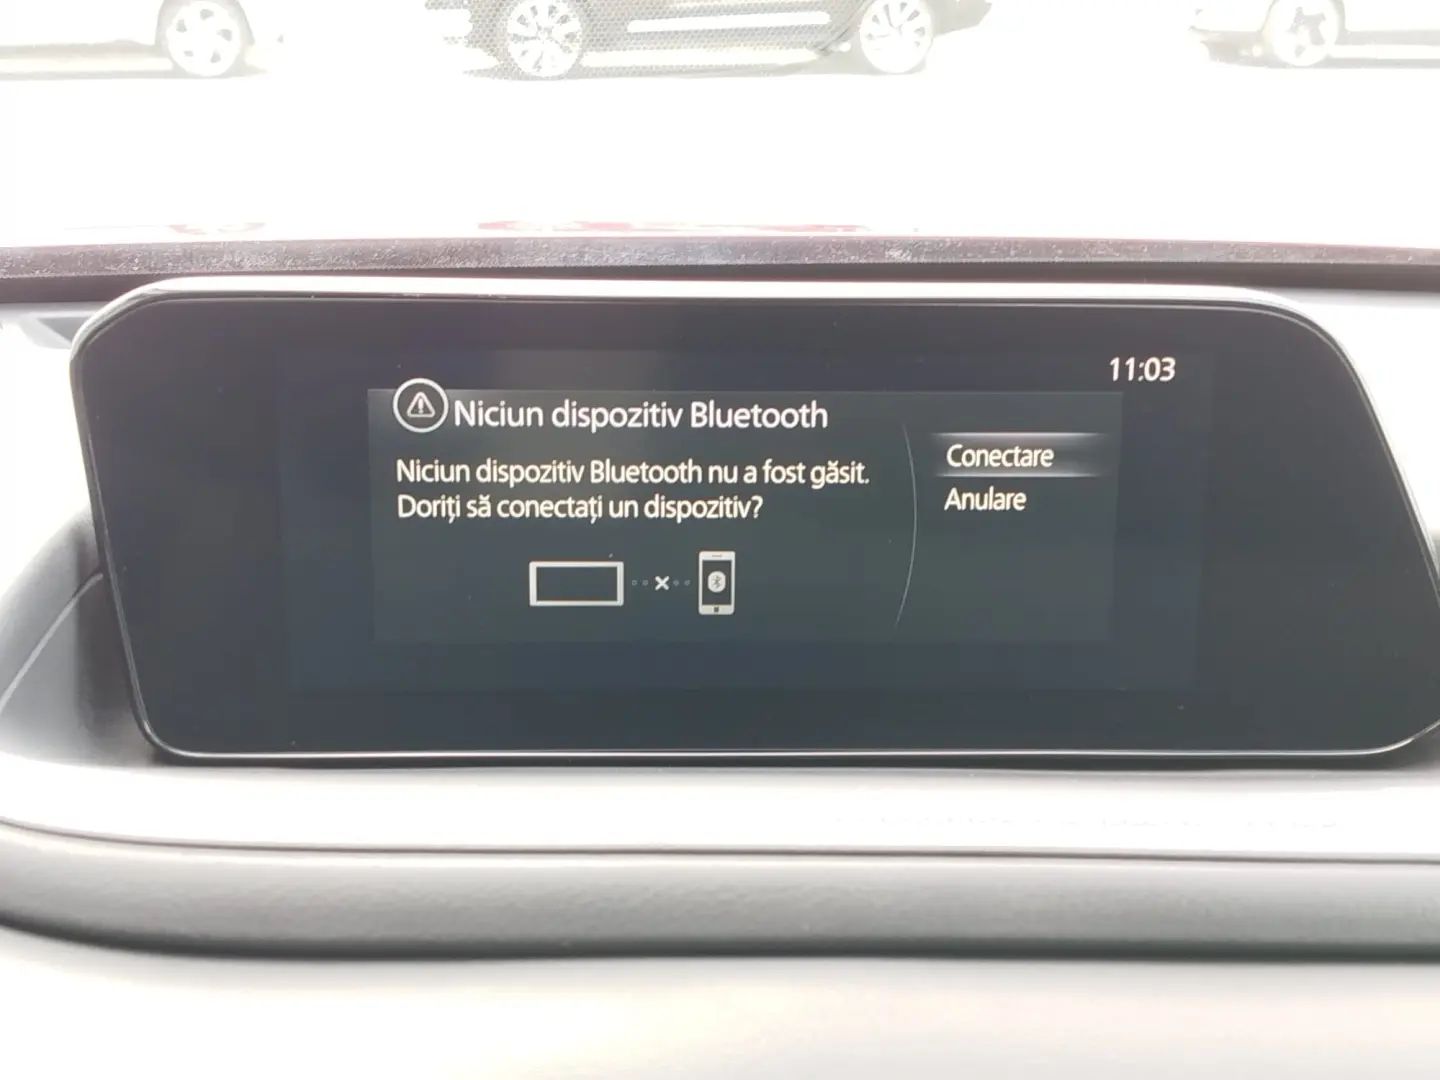 11:03
Niciun dispozitiv Bluetooth
Niciun dispozitiv Bluetooth nu a fost găsit.
Doriți să conectați un dispozitiv?
Conectare
Anulare